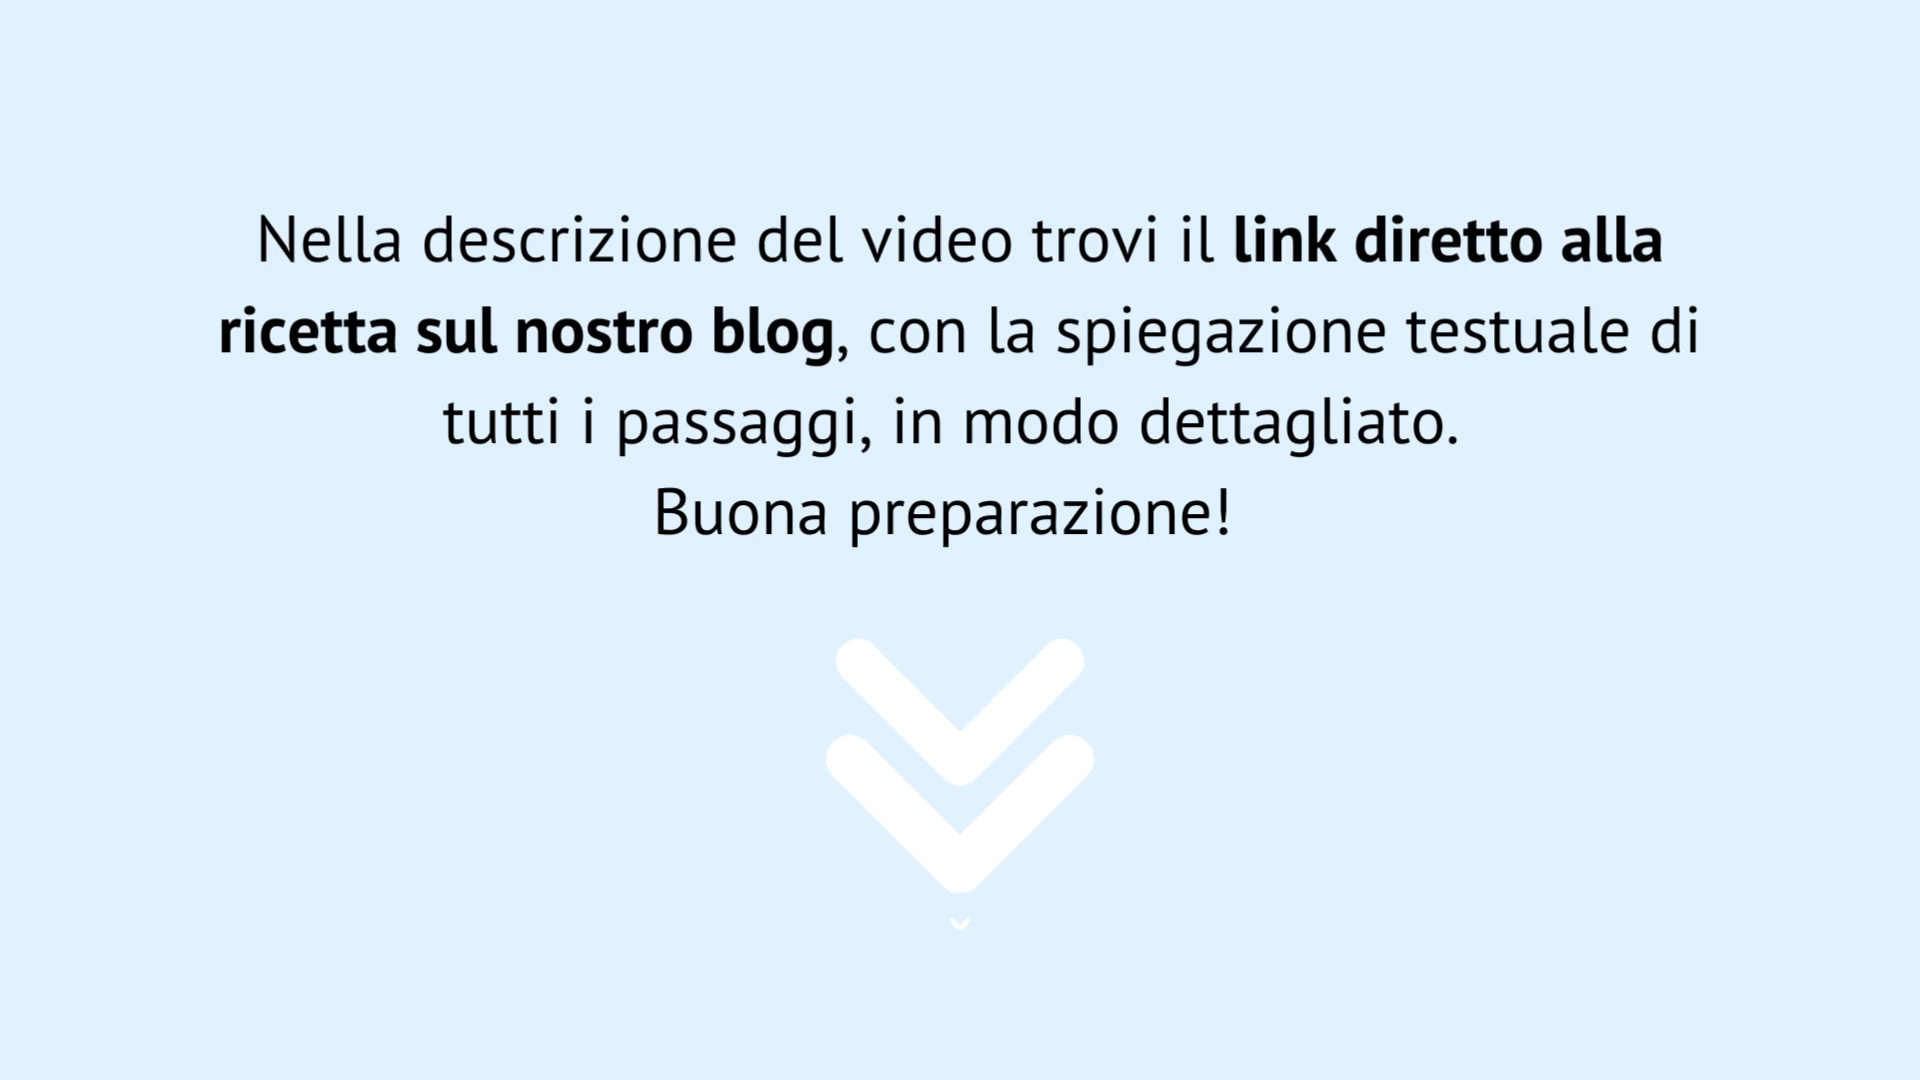 Nella descrizione del video trovi il link diretto alla
ricetta sul nostro blog, con la spiegazione testuale di
tutti i passaggi, in modo dettagliato.
Buona preparazione!